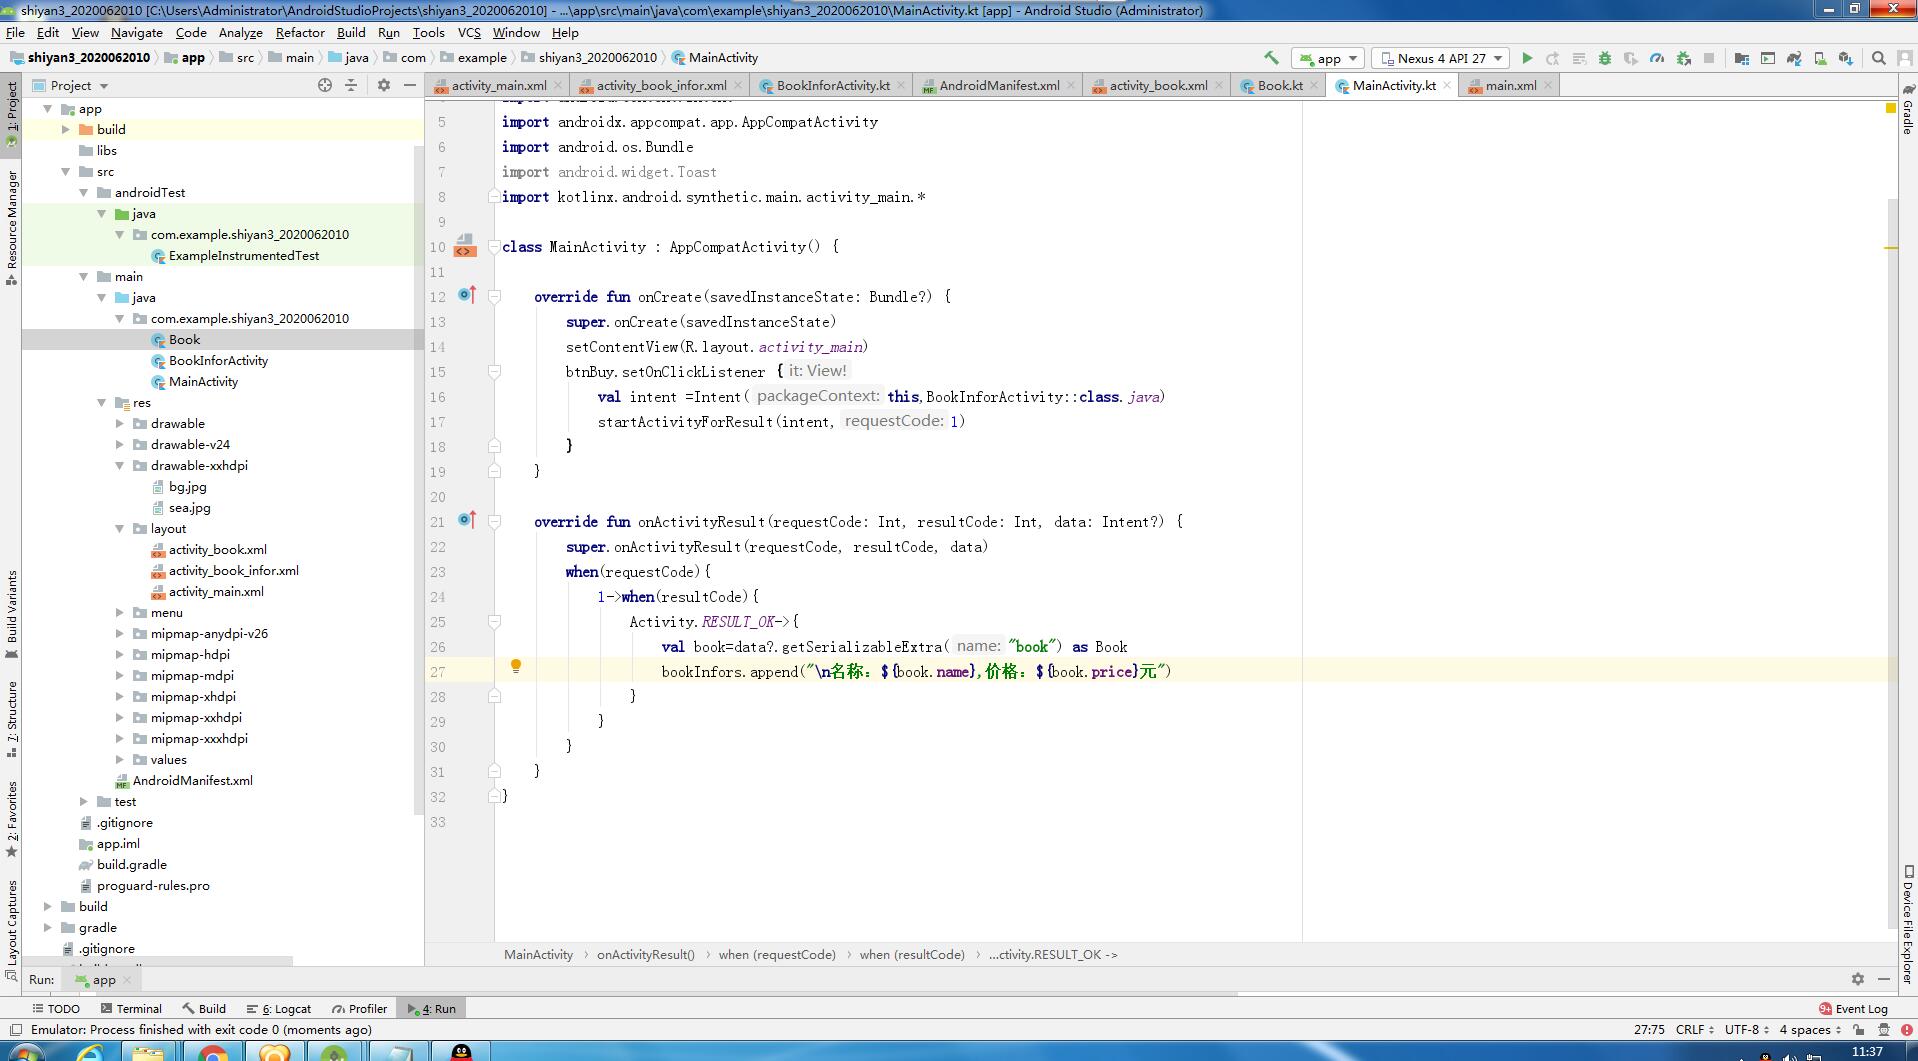 shiyan3_2020062010 [C:\Users\Administrator\AndroidStudioProjects\shiyan3_2020062010] - ...\app\src\main\java\com\example\shiyan3_2020062010\MainActivity.kt [app] - Android Studio (Administrator)
File Edit View Navigate Code Analyze Refactor Build Run Tools VCS Window Help
shiyan3_2020062010 app src main java com example shiyan3_2020062010 MainActivity app Nexus 4 API 27
Project
activity_main.xml activity_book_infor.xml BookInforActivity.kt AndroidManifest.xml activity_book.xml Book.kt MainActivity.kt main.xml
1: Project
Resource Manager
Build Variants
7: Structure
2: Favorites
Layout Captures
app
build
libs
src
androidTest
java
com.example.shiyan3_2020062010
ExampleInstrumentedTest
main
java
com.example.shiyan3_2020062010
Book
BookInforActivity
MainActivity
res
drawable
drawable-v24
drawable-xxhdpi
bg.jpg
sea.jpg
layout
activity_book.xml
activity_book_infor.xml
activity_main.xml
menu
mipmap-anydpi-v26
mipmap-hdpi
mipmap-mdpi
mipmap-xhdpi
mipmap-xxhdpi
mipmap-xxxhdpi
values
AndroidManifest.xml
test
.gitignore
app.iml
build.gradle
proguard-rules.pro
build
gradle
.gitignore
5 import androidx.appcompat.app.AppCompatActivity
6 import android.os.Bundle
7 import android.widget.Toast
8 import kotlinx.android.synthetic.main.activity_main.*
9
10 class MainActivity : AppCompatActivity() {
11
12 override fun onCreate(savedInstanceState: Bundle?) {
13 super.onCreate(savedInstanceState)
14 setContentView(R.layout.activity_main)
15 btnBuy.setOnClickListener { it: View!
16 val intent =Intent( packageContext: this,BookInforActivity::class.java)
17 startActivityForResult(intent, requestCode: 1)
18 }
19 }
20
21 override fun onActivityResult(requestCode: Int, resultCode: Int, data: Intent?) {
22 super.onActivityResult(requestCode, resultCode, data)
23 when(requestCode){
24 1->when(resultCode){
25 Activity.RESULT_OK->{
26 val book=data?.getSerializableExtra( name: "book") as Book
27 bookInfors.append("\n名称：${book.name},价格：${book.price}元")
28 }
29 }
30 }
31 }
32 }
33
MainActivity onActivityResult() when (requestCode) when (resultCode) ...ctivity.RESULT_OK ->
Gradle
Device File Explorer
Run: app
TODO Terminal Build 6: Logcat Profiler 4: Run 9+ Event Log
Emulator: Process finished with exit code 0 (moments ago) 27:75 CRLF UTF-8 4 spaces
11:37